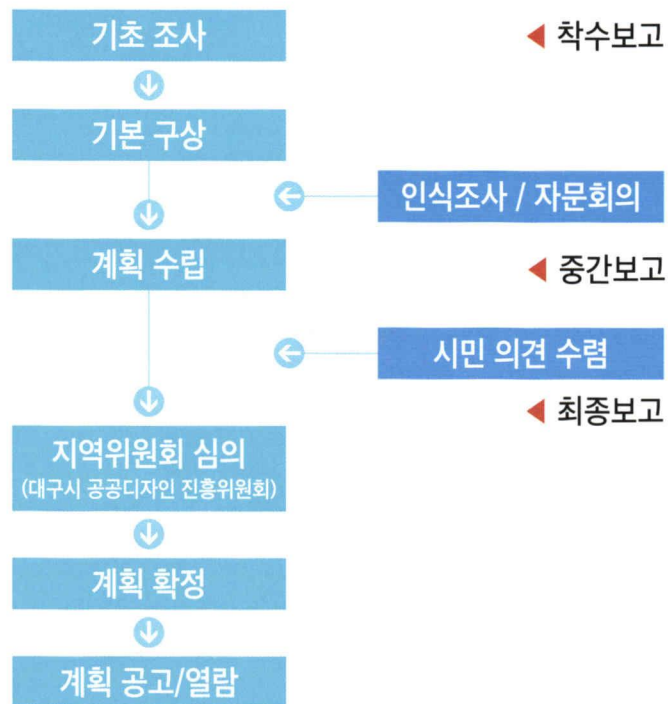 기초 조사
◀ 착수보고
기본 구상
인식조사 / 자문회의
계획 수립
◀ 중간보고
시민 의견 수렴
◀ 최종보고
지역위원회 심의
(대구시 공공디자인 진흥위원회)
계획 확정
계획 공고/열람